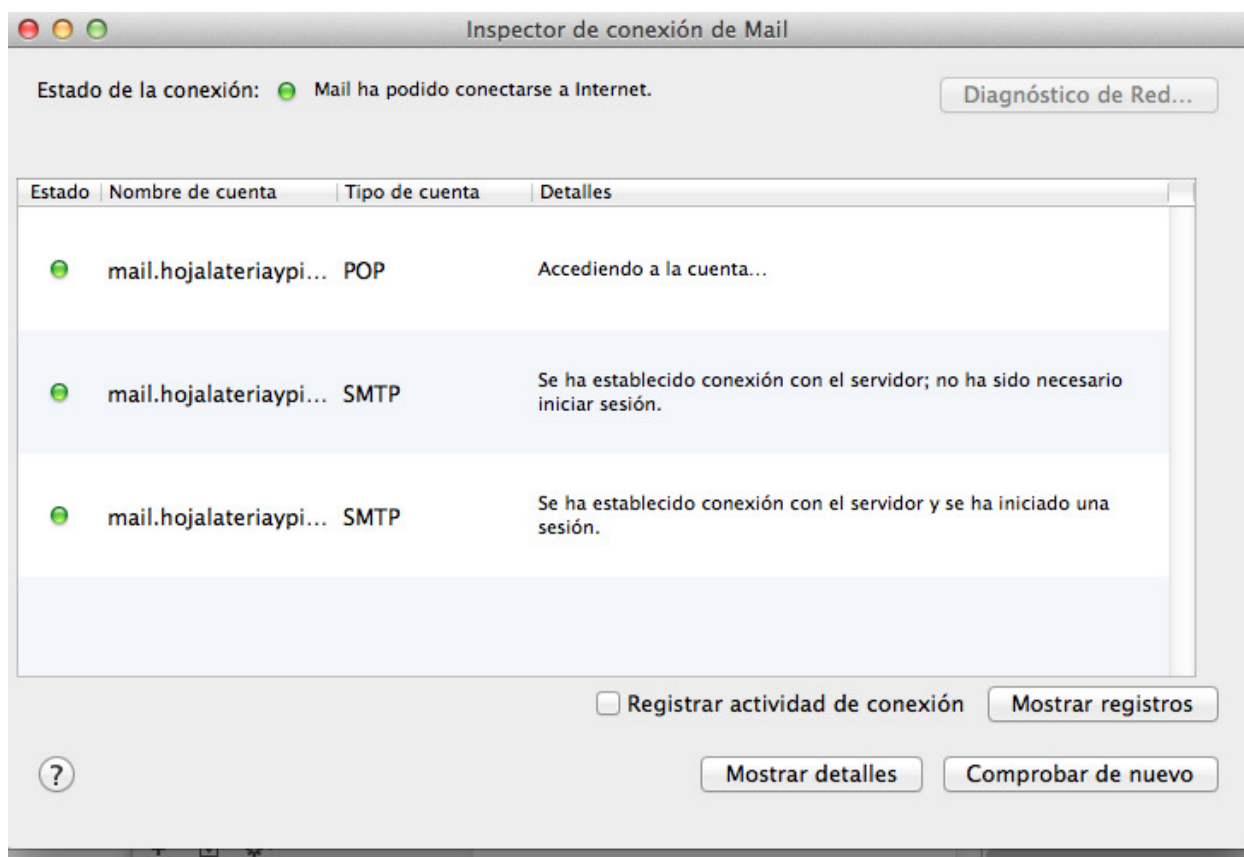 Inspector de conexión de Mail
Estado de la conexión: Mail ha podido conectarse a Internet.
Diagnóstico de Red...
Estado Nombre de cuenta Tipo de cuenta Detalles
mail.hojalateriaypi... POP Accediendo a la cuenta...
mail.hojalateriaypi... SMTP Se ha establecido conexión con el servidor; no ha sido necesario
iniciar sesión.
mail.hojalateriaypi... SMTP Se ha establecido conexión con el servidor y se ha iniciado una
sesión.
Registrar actividad de conexión Mostrar registros
? Mostrar detalles Comprobar de nuevo